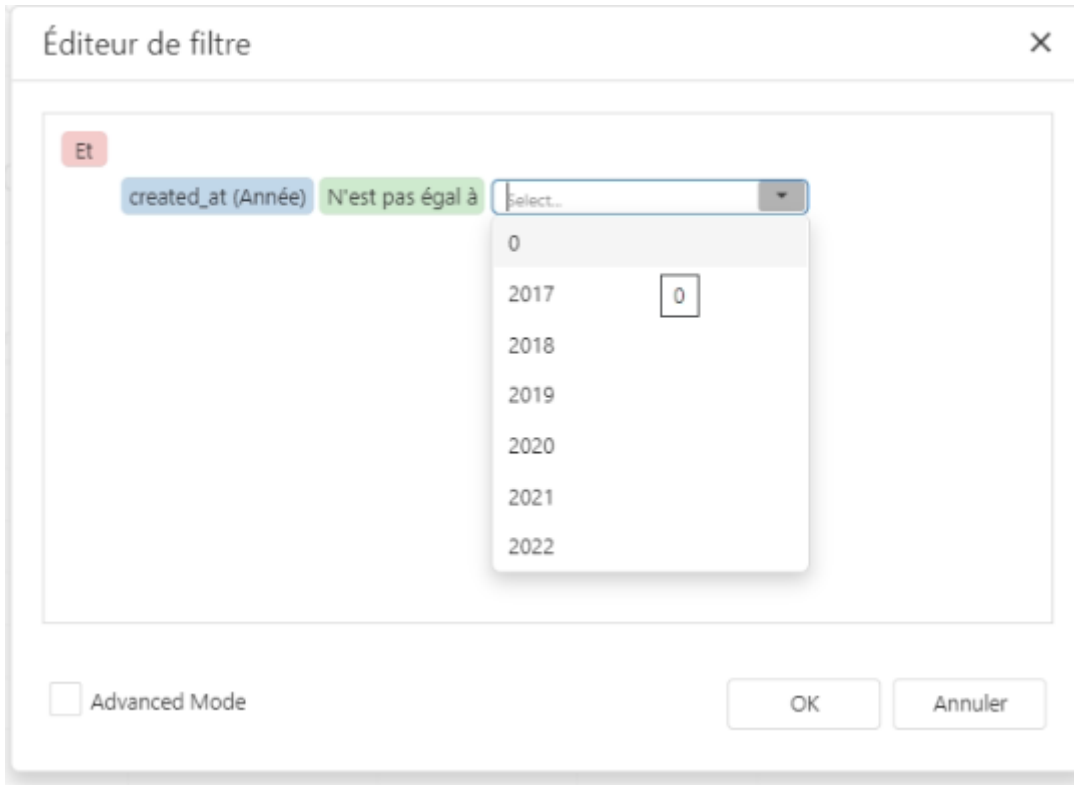 Éditeur de filtre
Et
created_at (Année) N'est pas égal à Select...
0
2017 0
2018
2019
2020
2021
2022
Advanced Mode OK Annuler